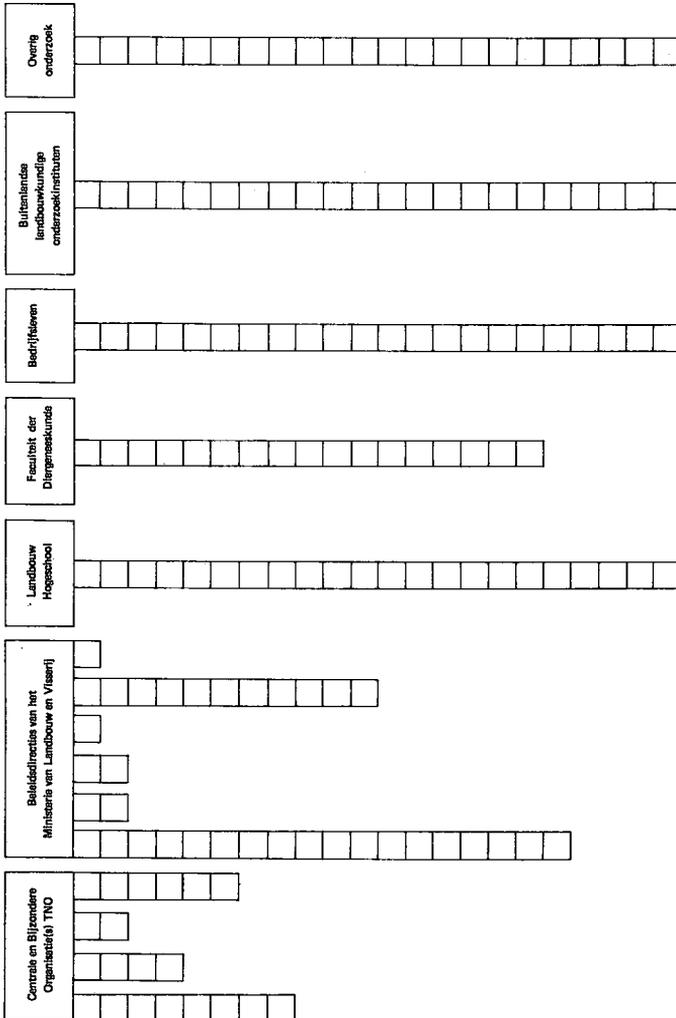 Overig
onderzoek
Buitenlandse
landbouwkundige
onderzoekinstituten
Bedrijfsleven
Faculteit der
Diergeneeskunde
Landbouw
Hogeschool
Beleidsdirecties van het
Ministerie van Landbouw en Visserij
Centrale en Bijzondere
Organisatie(s) TNO